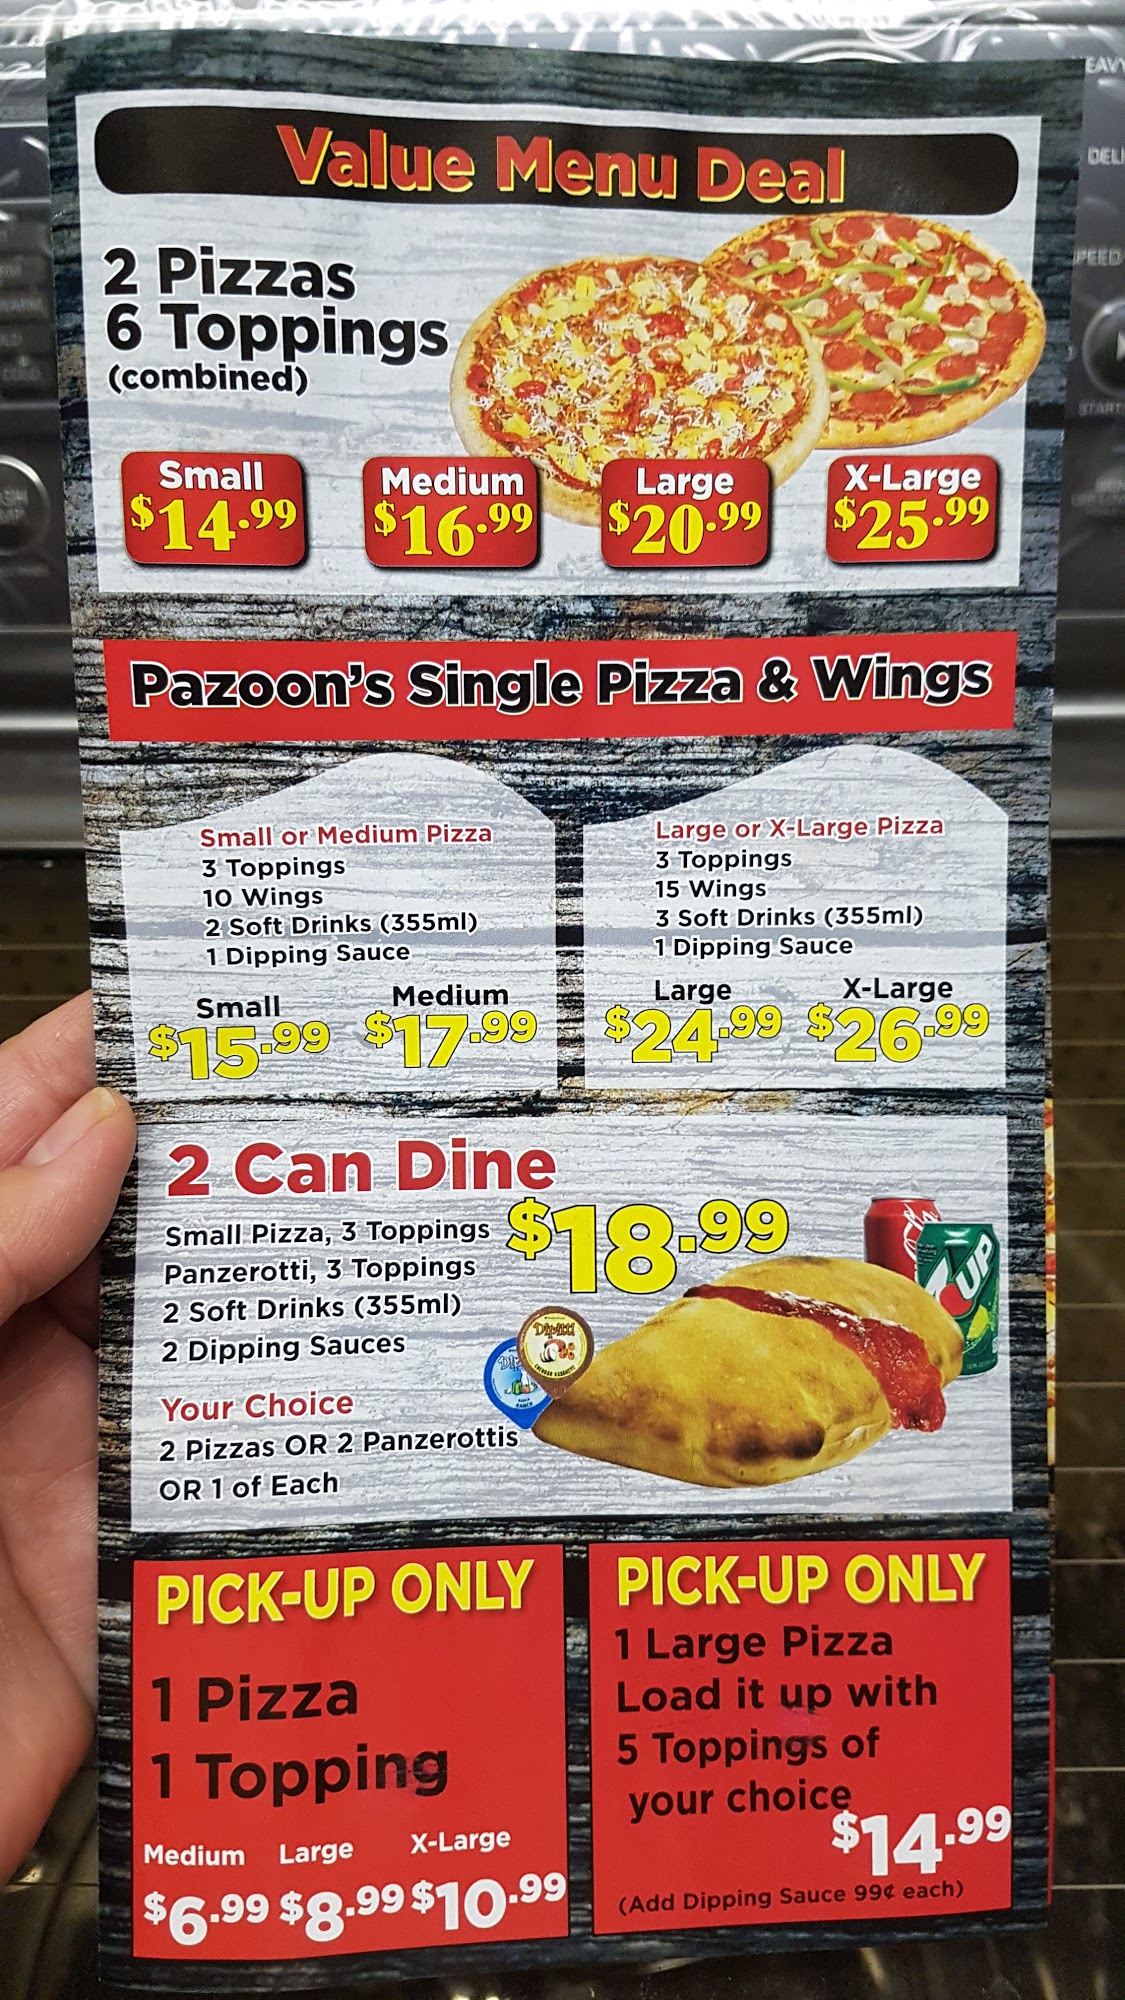 Value Menu Deal
2 Pizzas
6 Toppings
(combined)
Small
$14.99
Medium
$16.99
Large
$20.99
X-Large
$25.99
Pazoon's Single Pizza & Wings
Small or Medium Pizza
3 Toppings
10 Wings
2 Soft Drinks (355ml)
1 Dipping Sauce
Small
$15.99
Medium
$17.99
Large or X-Large Pizza
3 Toppings
15 Wings
3 Soft Drinks (355ml)
1 Dipping Sauce
Large
$24.99
X-Large
$26.99
2 Can Dine
$18.99
Small Pizza, 3 Toppings
Panzerotti, 3 Toppings
2 Soft Drinks (355ml)
2 Dipping Sauces
Your Choice
2 Pizzas OR 2 Panzerottis
OR 1 of Each
7UP
Dipitti
RANCH
PICK-UP ONLY
1 Pizza
1 Topping
Medium Large X-Large
$6.99 $8.99 $10.99
PICK-UP ONLY
1 Large Pizza
Load it up with
5 Toppings of
your choice
$14.99
(Add Dipping Sauce 99¢ each)